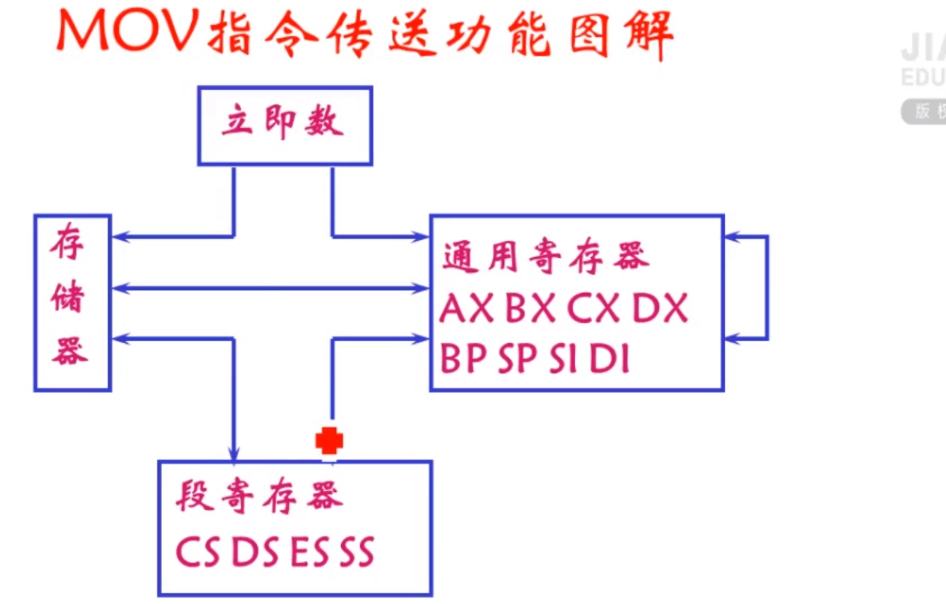 MOV指令传送功能图解
立即数
存储器
通用寄存器
AX BX CX DX
BP SP SI DI
段寄存器
CS DS ES SS
JIA
EDU
版权